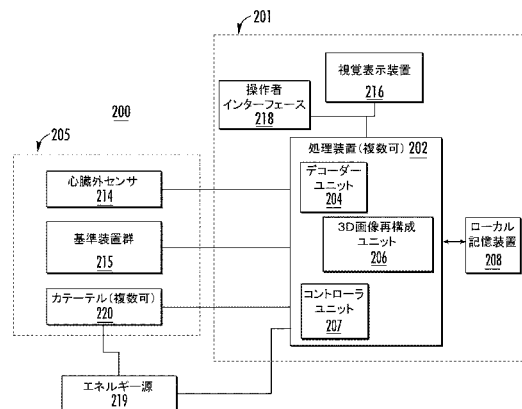 201
視覚表示装置
216
操作者
インターフェース
218
200
205
処理装置(複数可) 202
デコーダー
ユニット
204
心臓外センサ
214
3D画像再構成
ユニット
206
ローカル
記憶装置
208
基準装置群
215
コントローラ
ユニット
207
カテーテル(複数可)
220
エネルギー源
219